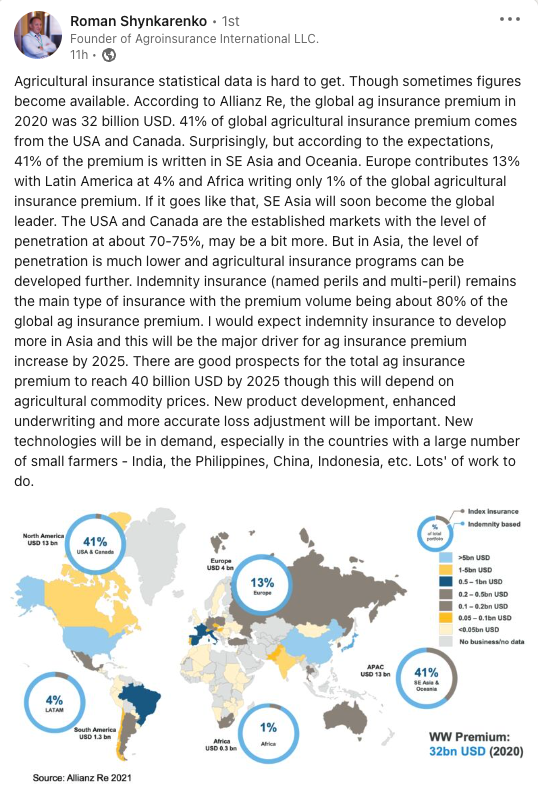 Roman Shynkarenko · 1st
Founder of Agroinsurance International LLC.
11h ·
Agricultural insurance statistical data is hard to get. Though sometimes figures
become available. According to Allianz Re, the global ag insurance premium in
2020 was 32 billion USD. 41% of global agricultural insurance premium comes
from the USA and Canada. Surprisingly, but according to the expectations,
41% of the premium is written in SE Asia and Oceania. Europe contributes 13%
with Latin America at 4% and Africa writing only 1% of the global agricultural
insurance premium. If it goes like that, SE Asia will soon become the global
leader. The USA and Canada are the established markets with the level of
penetration at about 70-75%, may be a bit more. But in Asia, the level of
penetration is much lower and agricultural insurance programs can be
developed further. Indemnity insurance (named perils and multi-peril) remains
the main type of insurance with the premium volume being about 80% of the
global ag insurance premium. I would expect indemnity insurance to develop
more in Asia and this will be the major driver for ag insurance premium
increase by 2025. There are good prospects for the total ag insurance
premium to reach 40 billion USD by 2025 though this will depend on
agricultural commodity prices. New product development, enhanced
underwriting and more accurate loss adjustment will be important. New
technologies will be in demand, especially in the countries with a large number
of small farmers - India, the Philippines, China, Indonesia, etc. Lots' of work to
do.
North America
USD 13 bn
41%
USA & Canada
Europe
USD 4 bn
13%
Europe
%
of total
portfolio
Index insurance
Indemnity based
>5bn USD
1-5bn USD
0.5 – 1bn USD
0.2 – 0.5bn USD
0.1 – 0.2bn USD
0.05 – 0.1bn USD
<0.05bn USD
No business/no data
4%
LATAM
South America
USD 1.3 bn
Africa
USD 0.3 bn
1%
Africa
APAC
USD 13 bn
41%
SE Asia &
Oceania
WW Premium:
32bn USD (2020)
Source: Allianz Re 2021